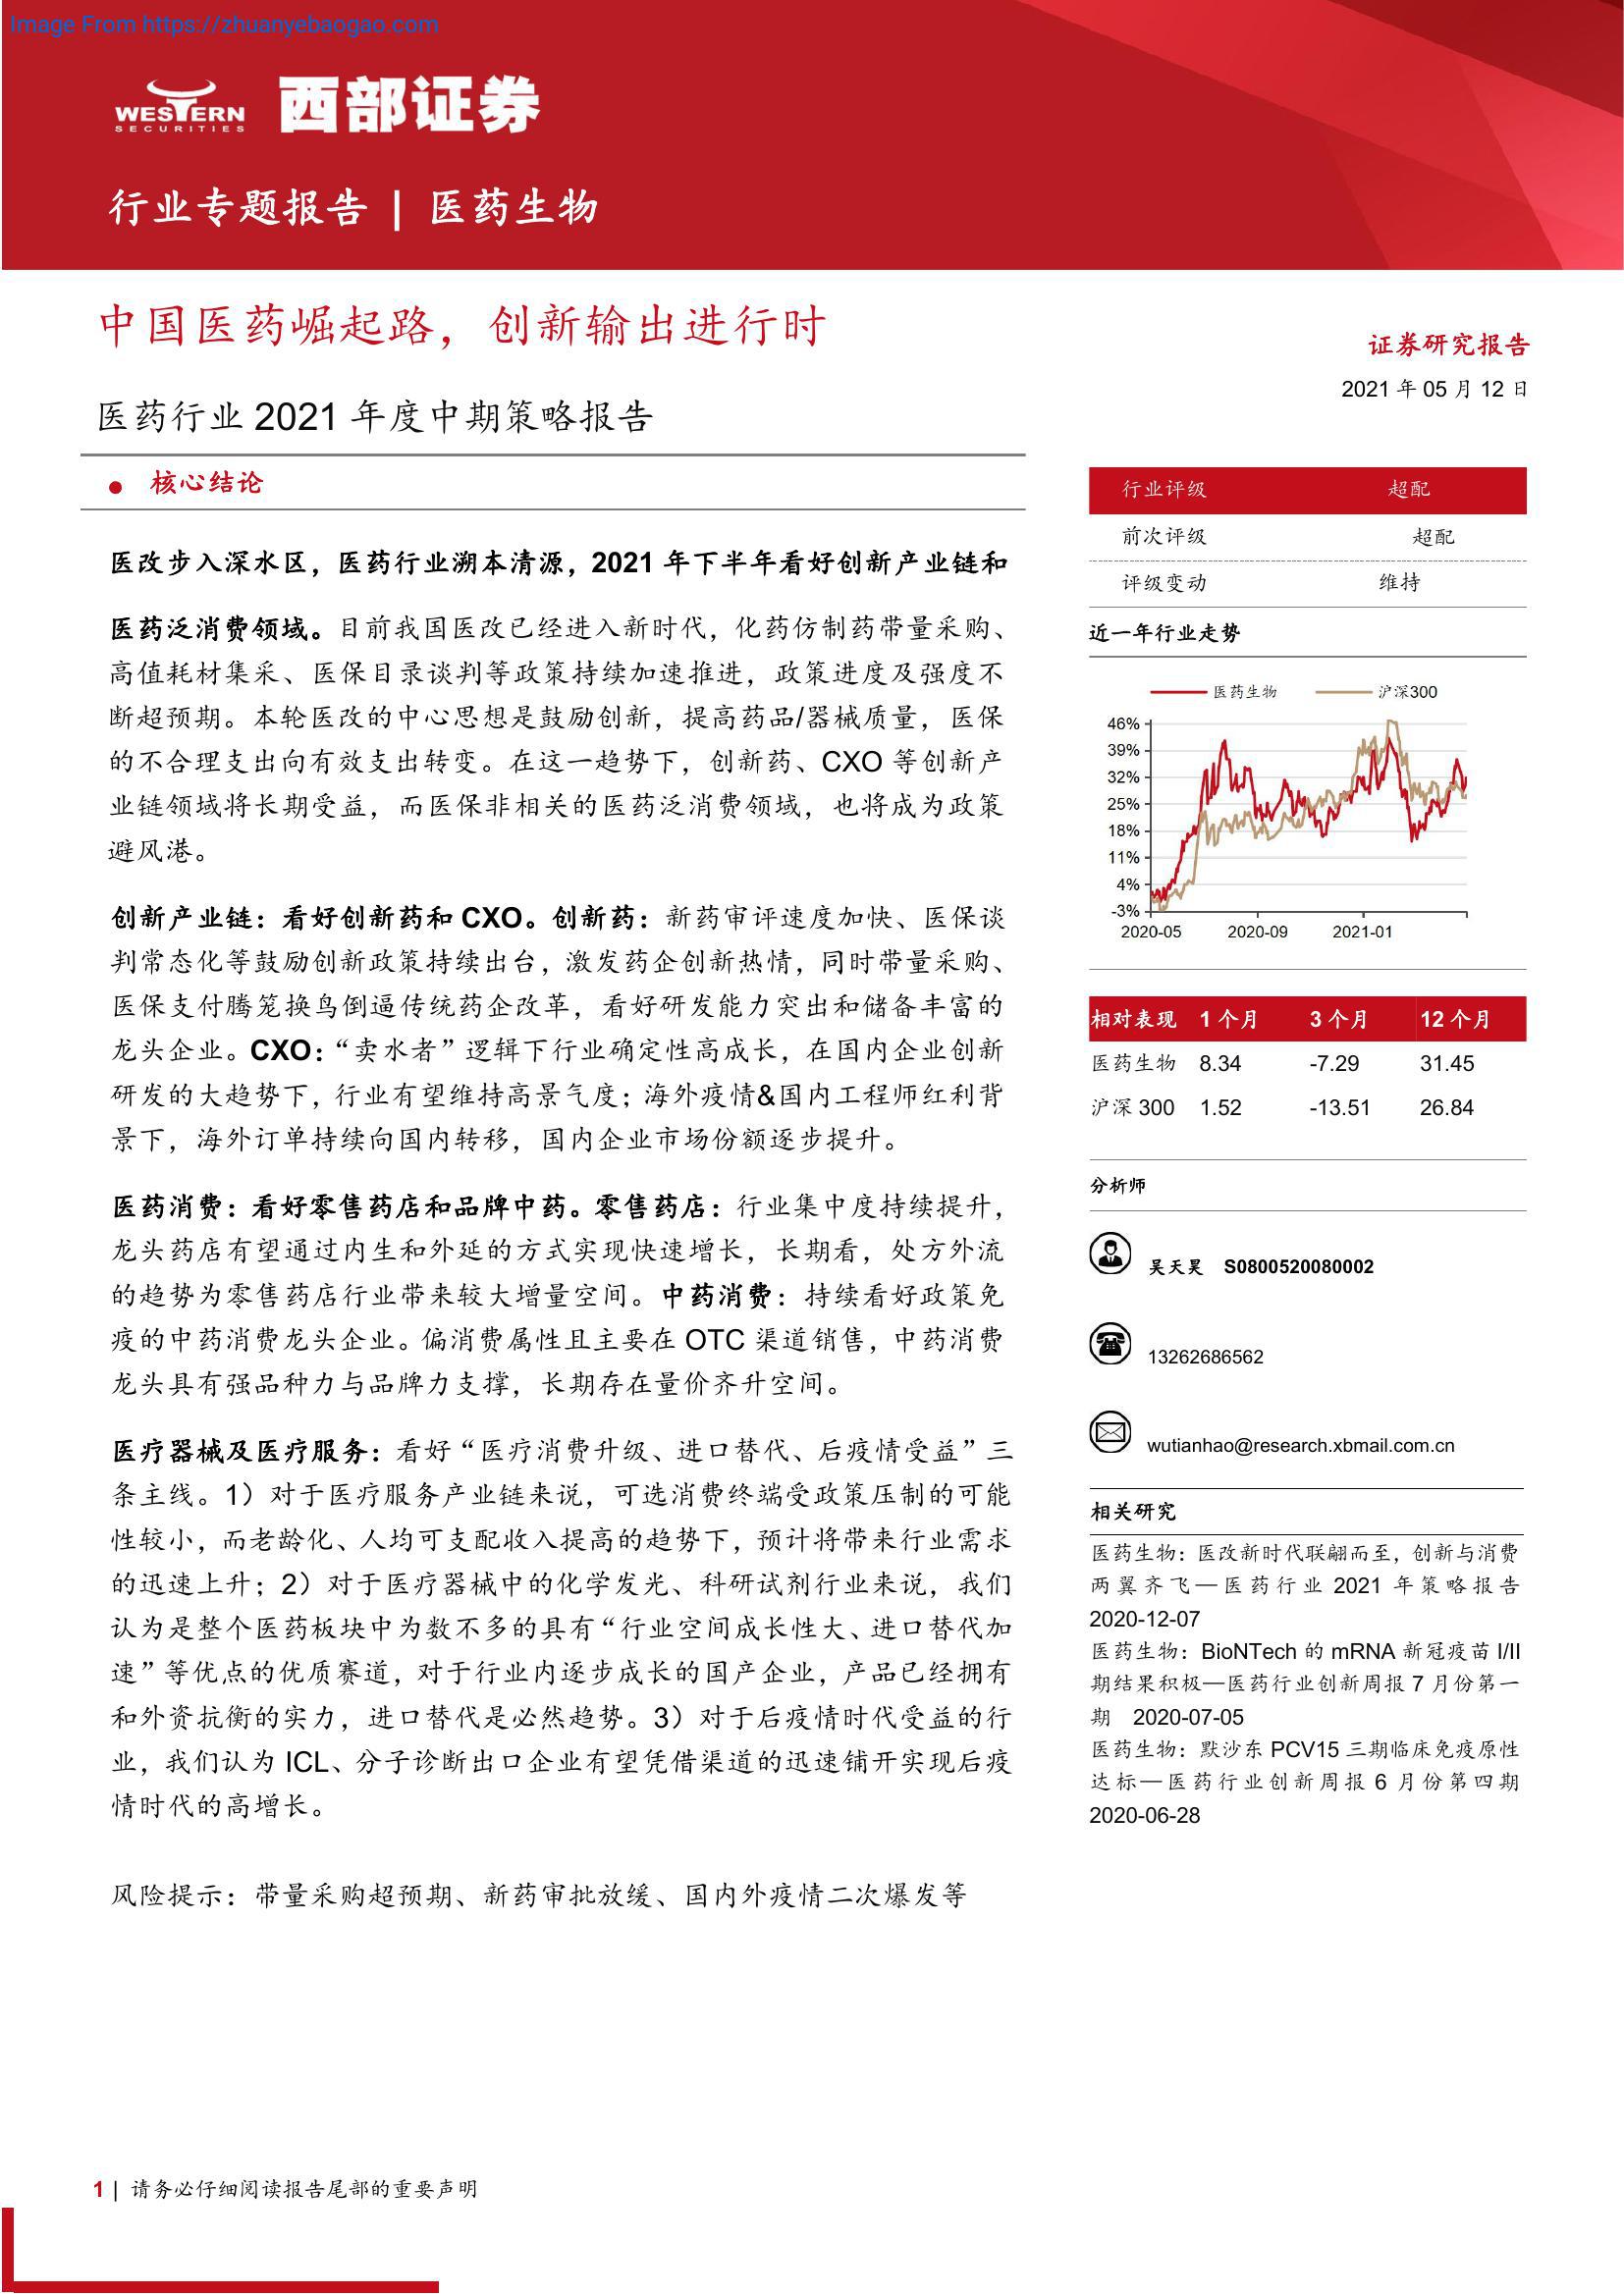 Image From https://zhuanyebaogao.com
WESTERN
SECURITIES
西部证券
行业专题报告 | 医药生物
中国医药崛起路，创新输出进行时
医药行业 2021 年度中期策略报告
● 核心结论
医改步入深水区，医药行业溯本清源，2021 年下半年看好创新产业链和
医药泛消费领域。目前我国医改已经进入新时代，化药仿制药带量采购、
高值耗材集采、医保目录谈判等政策持续加速推进，政策进度及强度不
断超预期。本轮医改的中心思想是鼓励创新，提高药品/器械质量，医保
的不合理支出向有效支出转变。在这一趋势下，创新药、CXO 等创新产
业链领域将长期受益，而医保非相关的医药泛消费领域，也将成为政策
避风港。
创新产业链：看好创新药和 CXO。创新药：新药审评速度加快、医保谈
判常态化等鼓励创新政策持续出台，激发药企创新热情，同时带量采购、
医保支付腾笼换鸟倒逼传统药企改革，看好研发能力突出和储备丰富的
龙头企业。CXO：“卖水者”逻辑下行业确定性高成长，在国内企业创新
研发的大趋势下，行业有望维持高景气度；海外疫情&国内工程师红利背
景下，海外订单持续向国内转移，国内企业市场份额逐步提升。
医药消费：看好零售药店和品牌中药。零售药店：行业集中度持续提升，
龙头药店有望通过内生和外延的方式实现快速增长，长期看，处方外流
的趋势为零售药店行业带来较大增量空间。中药消费：持续看好政策免
疫的中药消费龙头企业。偏消费属性且主要在 OTC 渠道销售，中药消费
龙头具有强品种力与品牌力支撑，长期存在量价齐升空间。
医疗器械及医疗服务：看好“医疗消费升级、进口替代、后疫情受益”三
条主线。1）对于医疗服务产业链来说，可选消费终端受政策压制的可能
性较小，而老龄化、人均可支配收入提高的趋势下，预计将带来行业需求
的迅速上升；2）对于医疗器械中的化学发光、科研试剂行业来说，我们
认为是整个医药板块中为数不多的具有“行业空间成长性大、进口替代加
速”等优点的优质赛道，对于行业内逐步成长的国产企业，产品已经拥有
和外资抗衡的实力，进口替代是必然趋势。3）对于后疫情时代受益的行
业，我们认为 ICL、分子诊断出口企业有望凭借渠道的迅速铺开实现后疫
情时代的高增长。
风险提示：带量采购超预期、新药审批放缓、国内外疫情二次爆发等
证券研究报告
2021 年 05 月 12 日
行业评级 超配
前次评级 超配
评级变动 维持
近一年行业走势
医药生物 沪深300
46%
39%
32%
25%
18%
11%
4%
-3%
2020-05 2020-09 2021-01
相对表现 1 个月 3 个月 12 个月
医药生物 8.34 -7.29 31.45
沪深 300 1.52 -13.51 26.84
分析师
吴天昊 S0800520080002
13262686562
wutianhao@research.xbmail.com.cn
相关研究
医药生物：医改新时代联翩而至，创新与消费
两翼齐飞—医药行业 2021 年策略报告
2020-12-07
医药生物：BioNTech 的 mRNA 新冠疫苗 I/II
期结果积极—医药行业创新周报 7 月份第一
期 2020-07-05
医药生物：默沙东 PCV15 三期临床免疫原性
达标—医药行业创新周报 6 月份第四期
2020-06-28
1 | 请务必仔细阅读报告尾部的重要声明